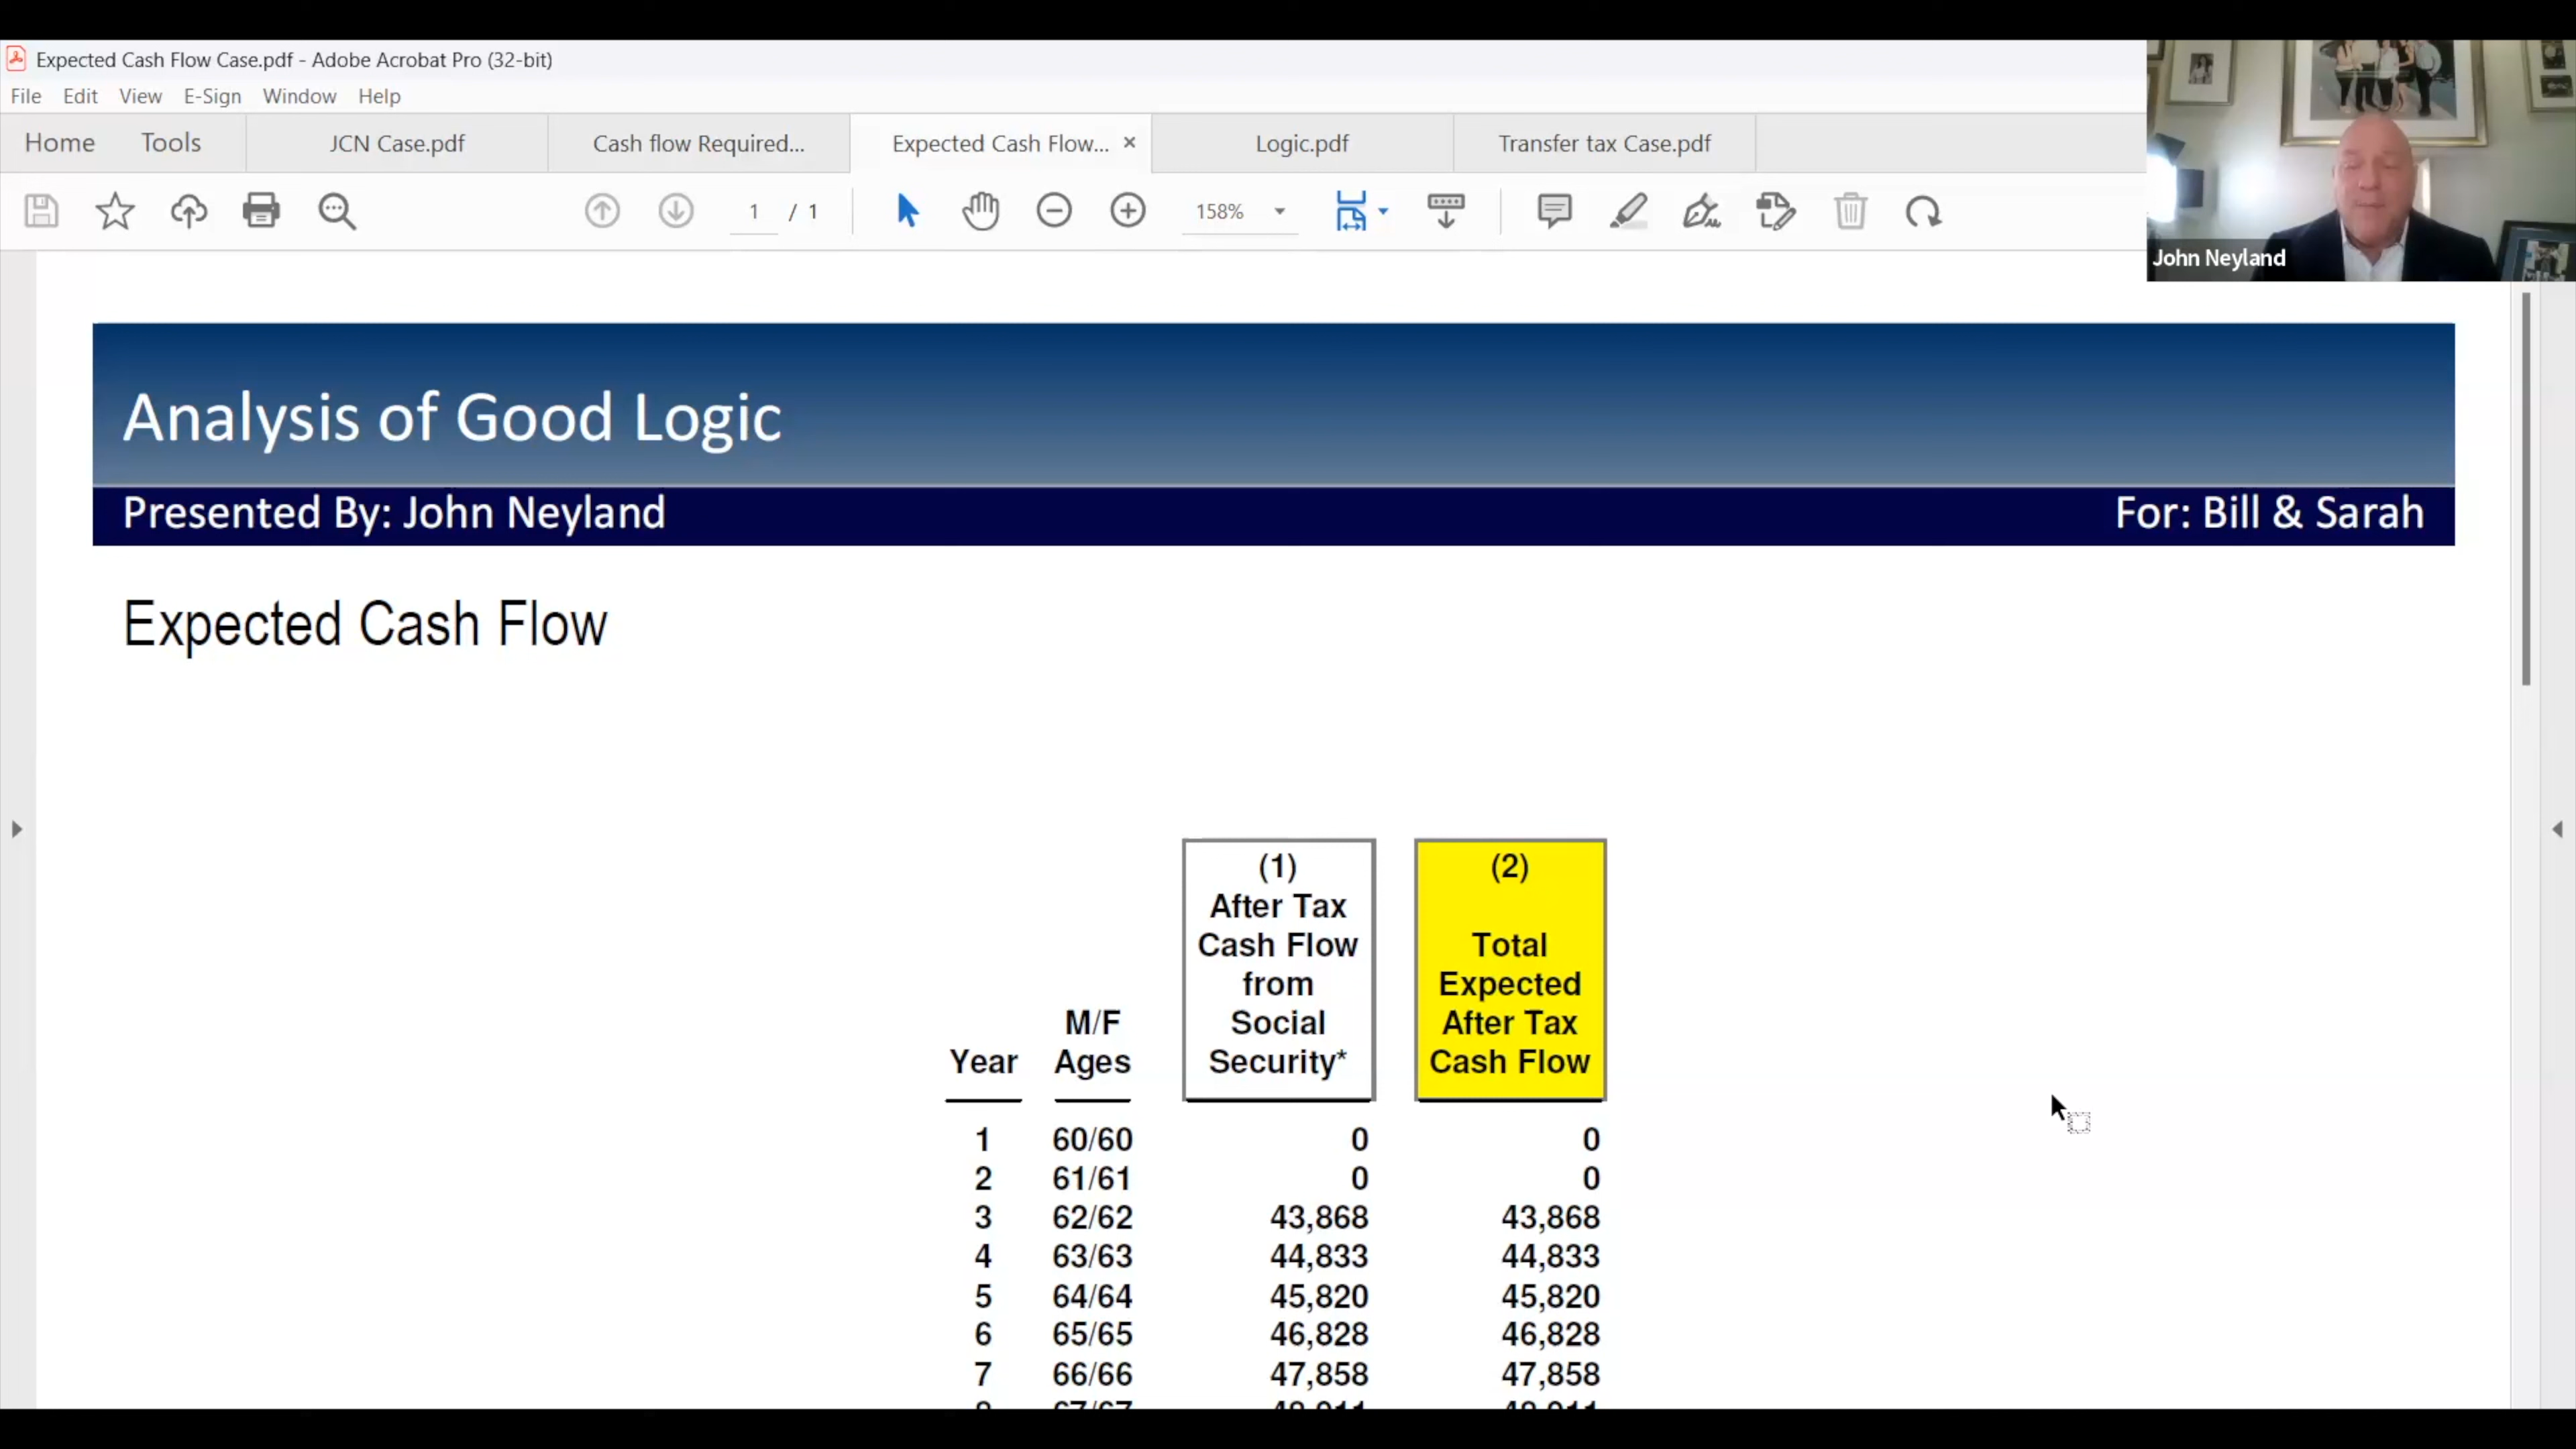 Expected Cash Flow Case.pdf - Adobe Acrobat Pro (32-bit)
File Edit View E-Sign Window Help
Home Tools JCN Case.pdf Cash flow Required... Expected Cash Flow... × Logic.pdf Transfer tax Case.pdf
1 / 1 158%
John Neyland
Analysis of Good Logic
Presented By: John Neyland For: Bill & Sarah
Expected Cash Flow
(1)
After Tax
Cash Flow
from
Social
Security*
(2)
Total
Expected
After Tax
Cash Flow
Year
M/F
Ages
1 60/60 0 0
2 61/61 0 0
3 62/62 43,868 43,868
4 63/63 44,833 44,833
5 64/64 45,820 45,820
6 65/65 46,828 46,828
7 66/66 47,858 47,858